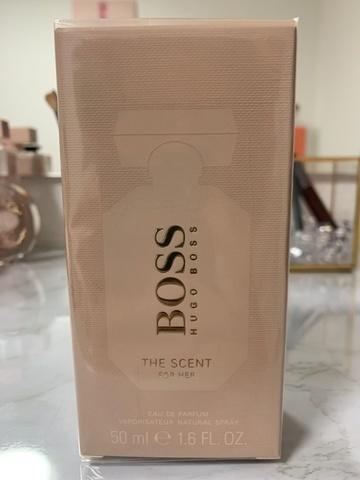 BOSS
HUGO BOSS
THE SCENT
FOR HER
EAU DE PARFUM
VAPORISATEUR NATURAL SPRAY
50 ml ℮ 1.6 FL. OZ.